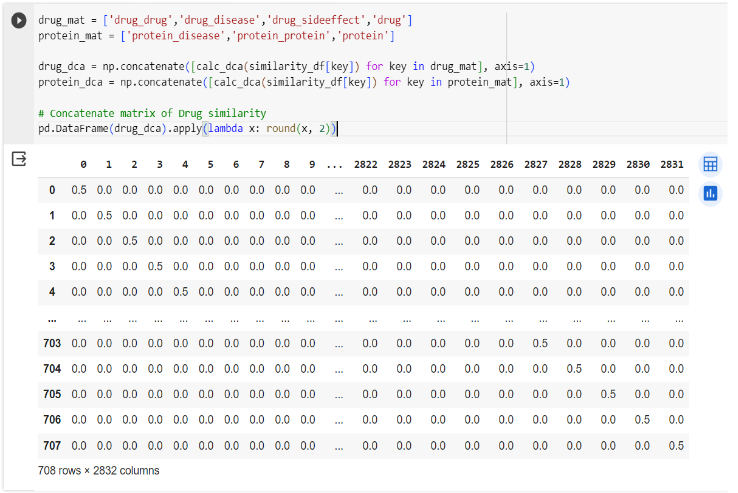 drug_mat = ['drug_drug','drug_disease','drug_sideeffect','drug']
protein_mat = ['protein_disease','protein_protein','protein']
drug_dca = np.concatenate([calc_dca(similarity_df[key]) for key in drug_mat], axis=1)
protein_dca = np.concatenate([calc_dca(similarity_df[key]) for key in protein_mat], axis=1)
# Concatenate matrix of Drug similarity
pd.DataFrame(drug_dca).apply(lambda x: round(x, 2))
0 1 2 3 4 5 6 7 8 9 ... 2822 2823 2824 2825 2826 2827 2828 2829 2830 2831
0 0.5 0.0 0.0 0.0 0.0 0.0 0.0 0.0 0.0 0.0 ... 0.0 0.0 0.0 0.0 0.0 0.0 0.0 0.0 0.0 0.0
1 0.0 0.5 0.0 0.0 0.0 0.0 0.0 0.0 0.0 0.0 ... 0.0 0.0 0.0 0.0 0.0 0.0 0.0 0.0 0.0 0.0
2 0.0 0.0 0.5 0.0 0.0 0.0 0.0 0.0 0.0 0.0 ... 0.0 0.0 0.0 0.0 0.0 0.0 0.0 0.0 0.0 0.0
3 0.0 0.0 0.0 0.5 0.0 0.0 0.0 0.0 0.0 0.0 ... 0.0 0.0 0.0 0.0 0.0 0.0 0.0 0.0 0.0 0.0
4 0.0 0.0 0.0 0.0 0.5 0.0 0.0 0.0 0.0 0.0 ... 0.0 0.0 0.0 0.0 0.0 0.0 0.0 0.0 0.0 0.0
... ... ... ... ... ... ... ... ... ... ... ... ... ... ... ... ... ... ... ... ... ...
703 0.0 0.0 0.0 0.0 0.0 0.0 0.0 0.0 0.0 0.0 ... 0.0 0.0 0.0 0.0 0.0 0.5 0.0 0.0 0.0 0.0
704 0.0 0.0 0.0 0.0 0.0 0.0 0.0 0.0 0.0 0.0 ... 0.0 0.0 0.0 0.0 0.0 0.0 0.5 0.0 0.0 0.0
705 0.0 0.0 0.0 0.0 0.0 0.0 0.0 0.0 0.0 0.0 ... 0.0 0.0 0.0 0.0 0.0 0.0 0.0 0.5 0.0 0.0
706 0.0 0.0 0.0 0.0 0.0 0.0 0.0 0.0 0.0 0.0 ... 0.0 0.0 0.0 0.0 0.0 0.0 0.0 0.0 0.5 0.0
707 0.0 0.0 0.0 0.0 0.0 0.0 0.0 0.0 0.0 0.0 ... 0.0 0.0 0.0 0.0 0.0 0.0 0.0 0.0 0.0 0.5
708 rows × 2832 columns